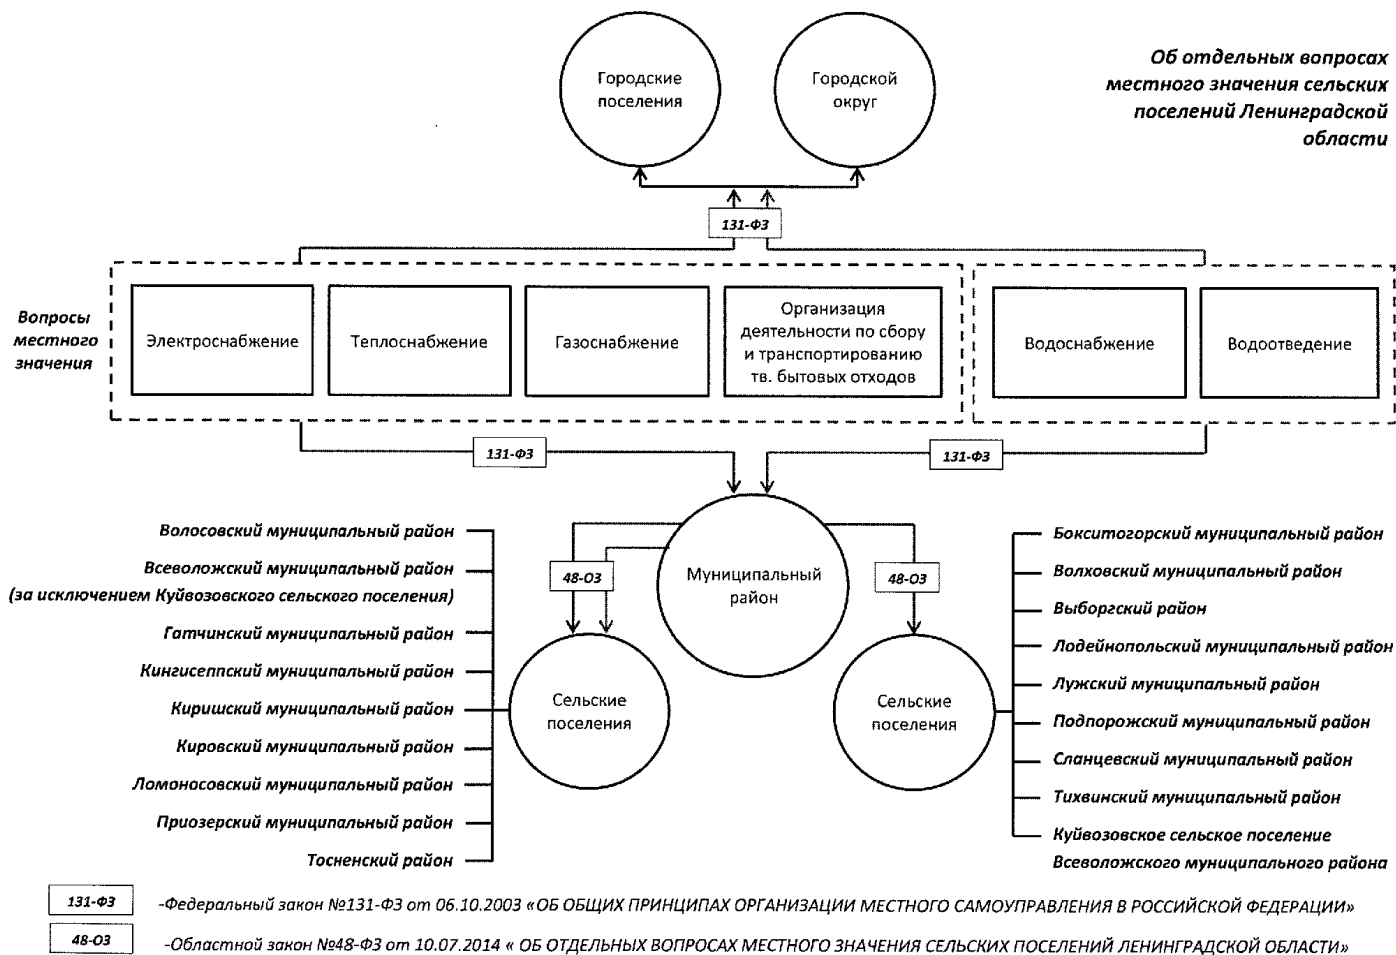 Об отдельных вопросах
местного значения сельских
поселений Ленинградской
области
Городские
поселения
Городской
округ
131-ФЗ
Вопросы
местного
значения
Электроснабжение
Теплоснабжение
Газоснабжение
Организация
деятельности по сбору
и транспортированию
тв. бытовых отходов
Водоснабжение
Водоотведение
131-ФЗ
131-ФЗ
Муниципальный
район
48-ОЗ
48-ОЗ
Сельские
поселения
Сельские
поселения
Волосовский муниципальный район
Всеволожский муниципальный район
(за исключением Куйвозовского сельского поселения)
Гатчинский муниципальный район
Кингисеппский муниципальный район
Киришский муниципальный район
Кировский муниципальный район
Ломоносовский муниципальный район
Приозерский муниципальный район
Тосненский район
Бокситогорский муниципальный район
Волховский муниципальный район
Выборгский район
Лодейнопольский муниципальный район
Лужский муниципальный район
Подпорожский муниципальный район
Сланцевский муниципальный район
Тихвинский муниципальный район
Куйвозовское сельское поселение
Всеволожского муниципального района
131-ФЗ -Федеральный закон №131-ФЗ от 06.10.2003 «ОБ ОБЩИХ ПРИНЦИПАХ ОРГАНИЗАЦИИ МЕСТНОГО САМОУПРАВЛЕНИЯ В РОССИЙСКОЙ ФЕДЕРАЦИИ»
48-ОЗ -Областной закон №48-ФЗ от 10.07.2014 « ОБ ОТДЕЛЬНЫХ ВОПРОСАХ МЕСТНОГО ЗНАЧЕНИЯ СЕЛЬСКИХ ПОСЕЛЕНИЙ ЛЕНИНГРАДСКОЙ ОБЛАСТИ»